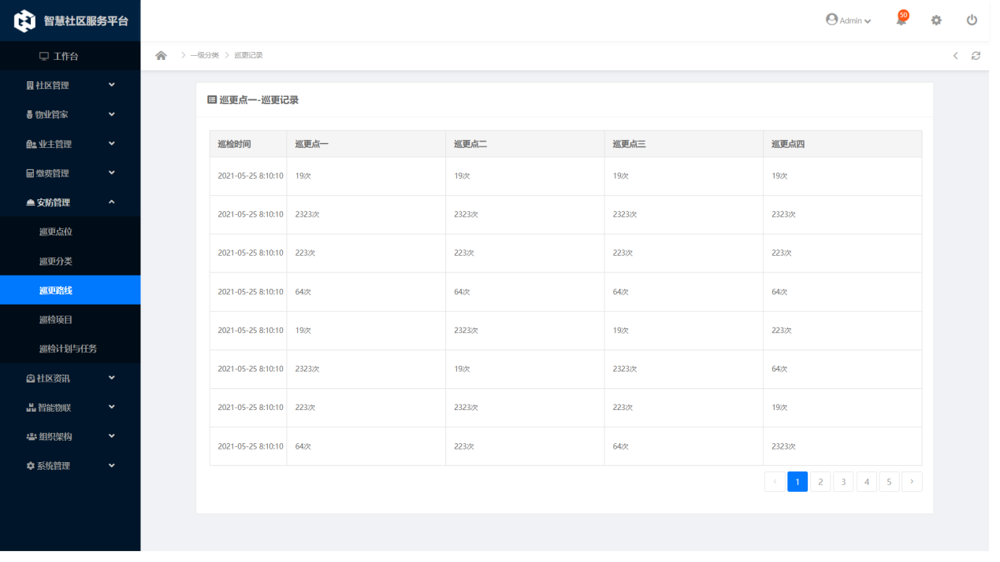 智慧社区服务平台
Admin
50
工作台
一级分类
巡更记录
社区管理
物业管家
业主管理
缴费管理
安防管理
巡更点位
巡更分类
巡更路线
巡检项目
巡检计划与任务
社区资讯
智能物联
组织架构
系统管理
巡更点一-巡更记录
巡检时间 巡更点一 巡更点二 巡更点三 巡更点四
2021-05-25 8:10:10 19次 19次 19次 19次
2021-05-25 8:10:10 2323次 2323次 2323次 2323次
2021-05-25 8:10:10 223次 223次 223次 223次
2021-05-25 8:10:10 64次 64次 64次 64次
2021-05-25 8:10:10 19次 2323次 19次 223次
2021-05-25 8:10:10 2323次 19次 2323次 64次
2021-05-25 8:10:10 223次 2323次 223次 19次
2021-05-25 8:10:10 64次 223次 64次 2323次
1 2 3 4 5